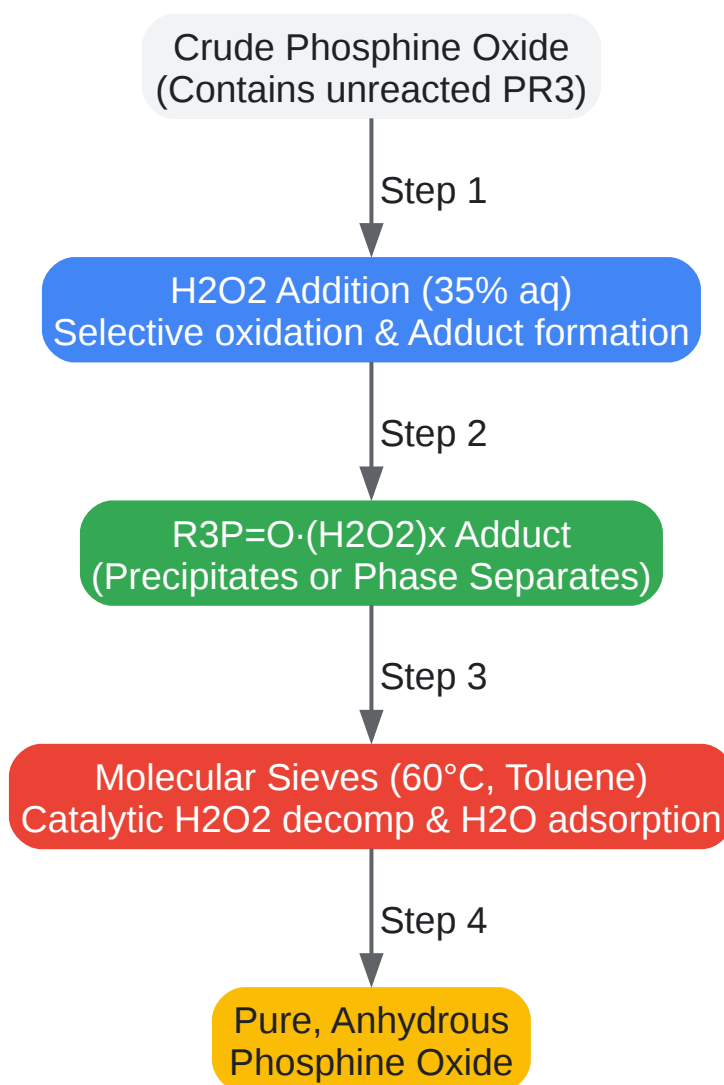 Crude Phosphine Oxide
(Contains unreacted PR3)
Step 1
H2O2 Addition (35% aq)
Selective oxidation & Adduct formation
Step 2
R3P=O·(H2O2)x Adduct
(Precipitates or Phase Separates)
Step 3
Molecular Sieves (60°C, Toluene)
Catalytic H2O2 decomp & H2O adsorption
Step 4
Pure, Anhydrous
Phosphine Oxide